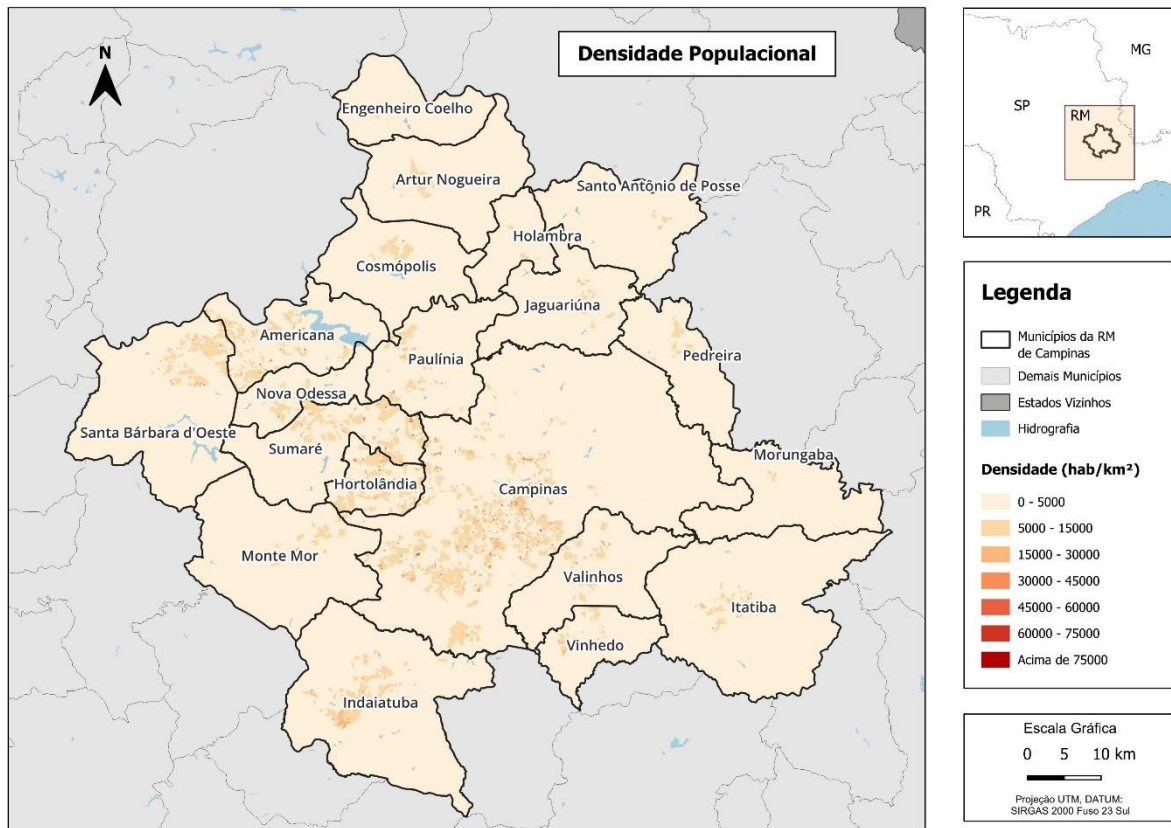 Densidade Populacional
N
Engenheiro Coelho
Artur Nogueira
Santo Antônio de Posse
Holambra
Cosmópolis
Jaguariúna
Americana
Paulínia
Pedreira
Nova Odessa
Santa Bárbara d'Oeste
Sumaré
Morungaba
Hortolândia
Campinas
Monte Mor
Valinhos
Itatiba
Vinhedo
Indaiatuba
MG
SP
RM
PR
Legenda
Municípios da RM
de Campinas
Demais Municípios
Estados Vizinhos
Hidrografia
Densidade (hab/km²)
0 - 5000
5000 - 15000
15000 - 30000
30000 - 45000
45000 - 60000
60000 - 75000
Acima de 75000
Escala Gráfica
0 5 10 km
Projeção UTM, DATUM:
SIRGAS 2000 Fuso 23 Sul